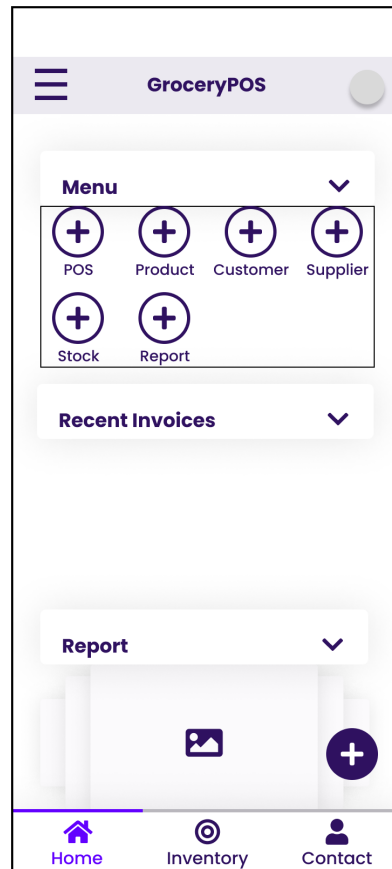 GroceryPOS
Menu
POS Product Customer Supplier
Stock Report
Recent Invoices
Report
Home Inventory Contact